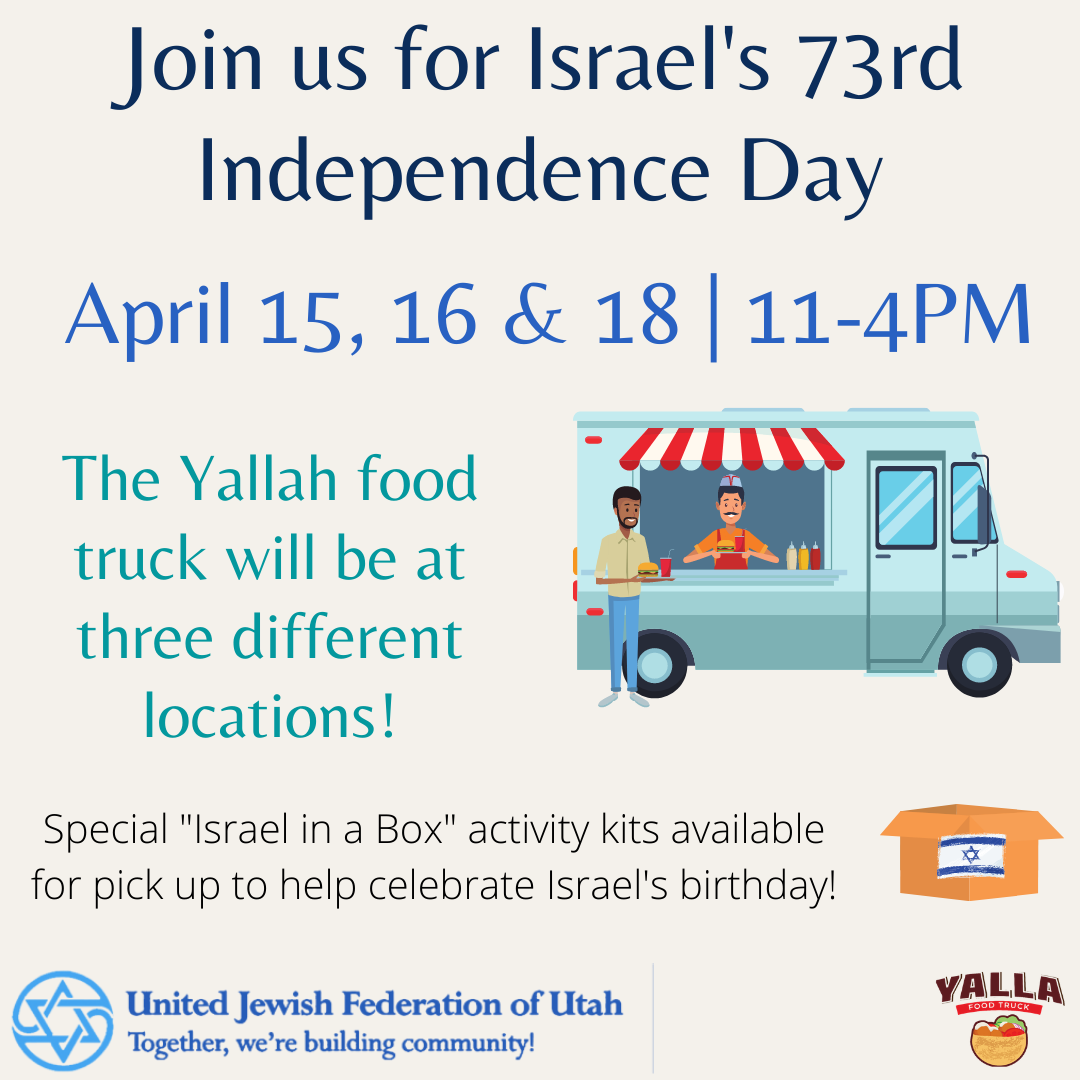 Join us for Israel's 73rd
Independence Day
April 15, 16 & 18 | 11-4PM
The Yallah food
truck will be at
three different
locations!
Special "Israel in a Box" activity kits available
for pick up to help celebrate Israel's birthday!
United Jewish Federation of Utah
Together, we're building community!
YALLA
FOOD TRUCK